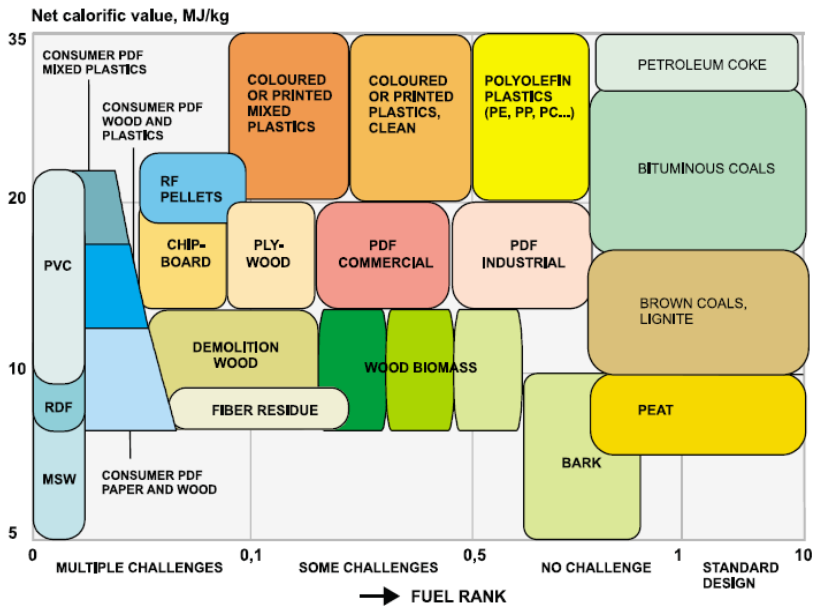 Net calorific value, MJ/kg
35
CONSUMER PDF
MIXED PLASTICS
CONSUMER PDF
WOOD AND
PLASTICS
COLOURED
OR PRINTED
MIXED
PLASTICS
COLOURED
OR PRINTED
PLASTICS,
CLEAN
POLYOLEFIN
PLASTICS
(PE, PP, PC...)
PETROLEUM COKE
BITUMINOUS COALS
RF
PELLETS
20
PVC
CHIP-
BOARD
PLY-
WOOD
PDF
COMMERCIAL
PDF
INDUSTRIAL
BROWN COALS,
LIGNITE
DEMOLITION
WOOD
WOOD BIOMASS
10
RDF
FIBER RESIDUE
PEAT
MSW
CONSUMER PDF
PAPER AND WOOD
BARK
5
0
0,1
0,5
1
10
MULTIPLE CHALLENGES
SOME CHALLENGES
NO CHALLENGE
STANDARD
DESIGN
FUEL RANK